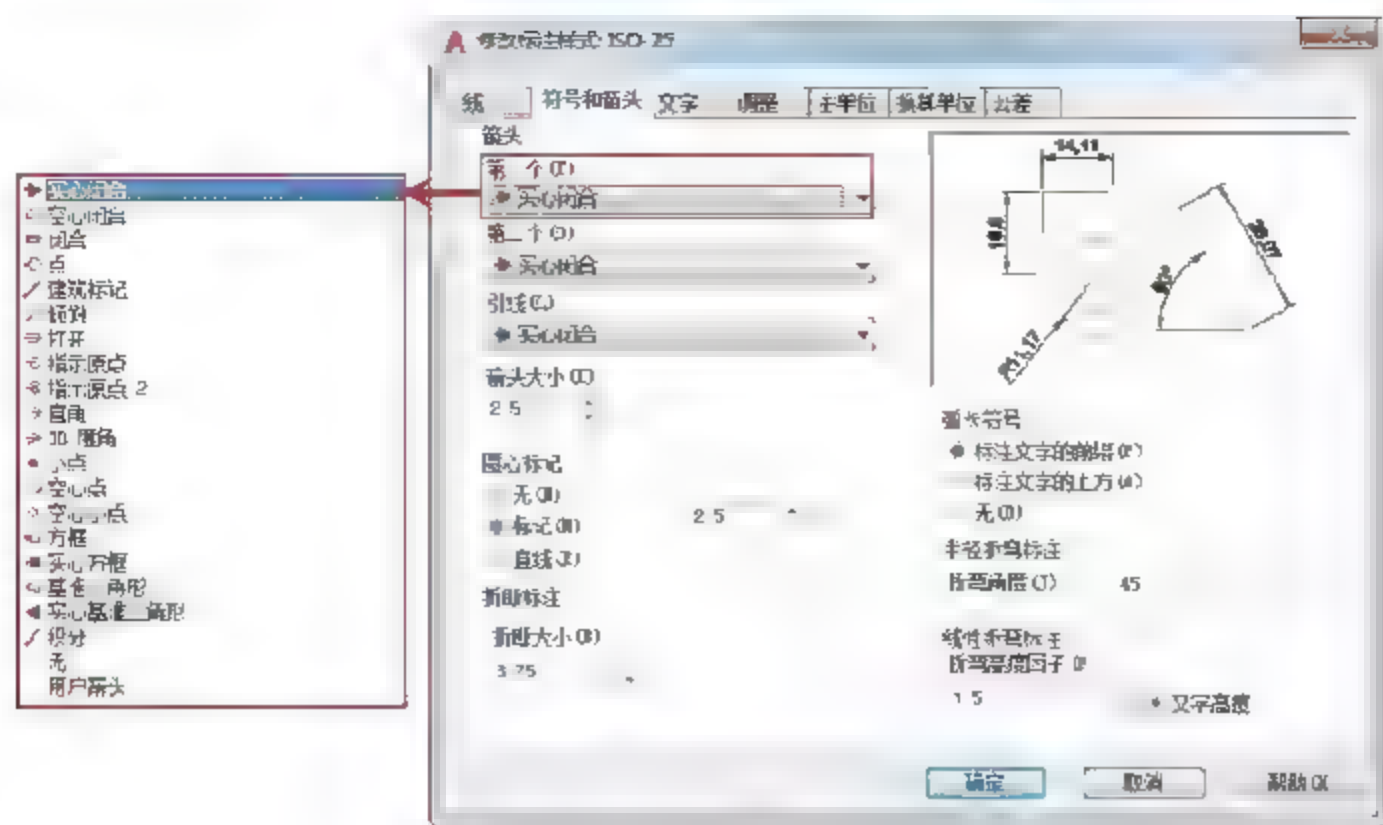 修改标注样式: ISO-25
线 符号和箭头 文字 调整 主单位 换算单位 公差
箭头
第一个(T)
实心闭合
第二个(D)
实心闭合
引线(L)
实心闭合
箭头大小(I)
2.5
圆心标记
无(N)
标记(M)
2.5
直线(E)
折断标注
折断大小(B)
3.75
实心闭合
空心闭合
闭合
点
建筑标记
倾斜
打开
指示原点
指示原点 2
直角
30 度角
小点
空心点
空心小点
方框
实心方框
基准三角形
实心基准三角形
积分
无
用户箭头
14,11
弧长符号
标注文字的前缀(P)
标注文字的上方(A)
无(O)
半径折弯标注
折弯角度(J)
45
线性折弯标注
折弯高度因子(F)
1.5
文字高度
确定
取消
帮助(H)